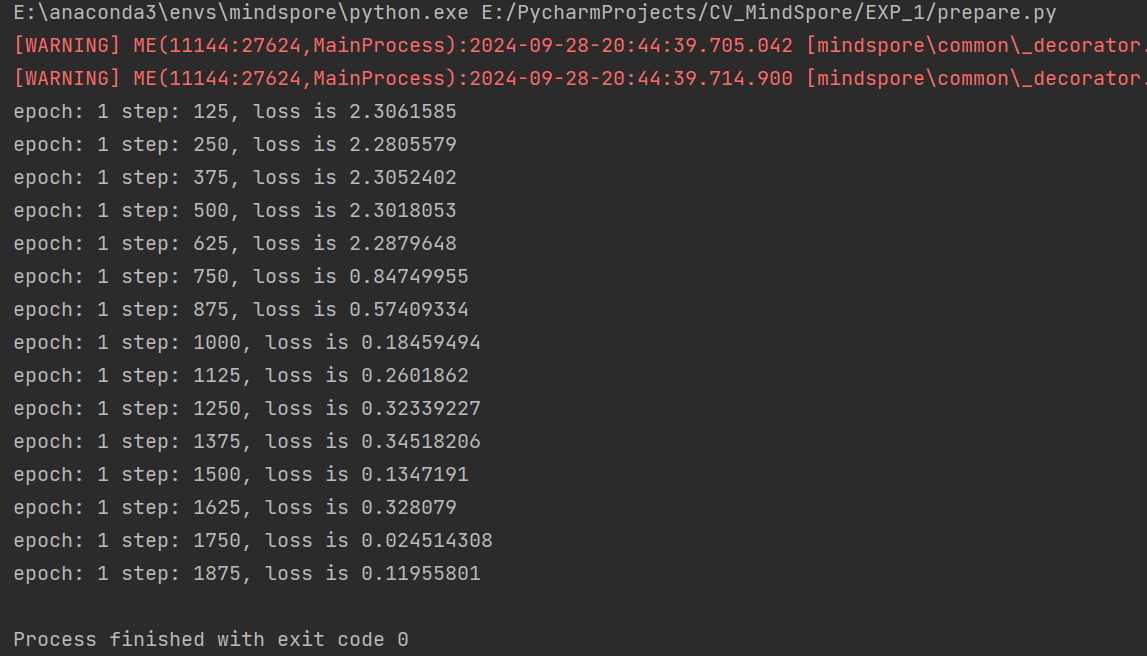 E:\anaconda3\envs\mindspore\python.exe E:/PycharmProjects/CV_MindSpore/EXP_1/prepare.py
[WARNING] ME(11144:27624,MainProcess):2024-09-28-20:44:39.705.042 [mindspore\common\_decorator.
[WARNING] ME(11144:27624,MainProcess):2024-09-28-20:44:39.714.900 [mindspore\common\_decorator.
epoch: 1 step: 125, loss is 2.3061585
epoch: 1 step: 250, loss is 2.2805579
epoch: 1 step: 375, loss is 2.3052402
epoch: 1 step: 500, loss is 2.3018053
epoch: 1 step: 625, loss is 2.2879648
epoch: 1 step: 750, loss is 0.84749955
epoch: 1 step: 875, loss is 0.57409334
epoch: 1 step: 1000, loss is 0.18459494
epoch: 1 step: 1125, loss is 0.2601862
epoch: 1 step: 1250, loss is 0.32339227
epoch: 1 step: 1375, loss is 0.34518206
epoch: 1 step: 1500, loss is 0.1347191
epoch: 1 step: 1625, loss is 0.328079
epoch: 1 step: 1750, loss is 0.024514308
epoch: 1 step: 1875, loss is 0.11955801
Process finished with exit code 0